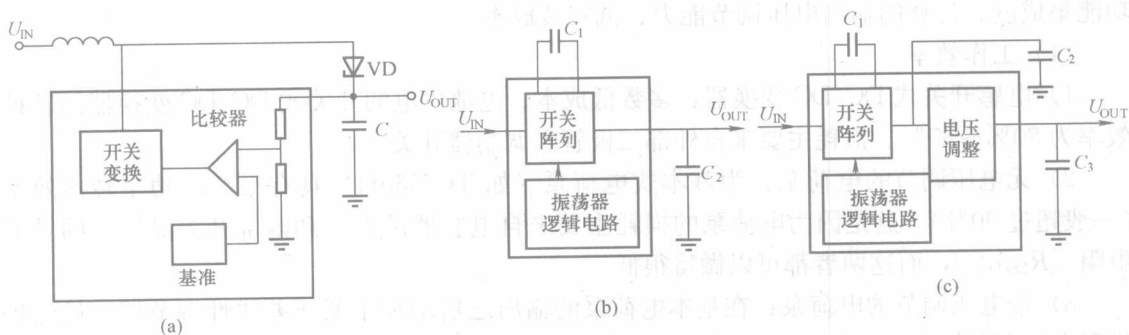 U_IN
VD
U_OUT
C
比较器
开关
变换
基准
(a)
C₁
U_IN
开关
阵列
振荡器
逻辑电路
U_OUT
C₂
(b)
C₁
U_IN
开关
阵列
振荡器
逻辑电路
电压
调整
C₂
U_OUT
C₃
(c)